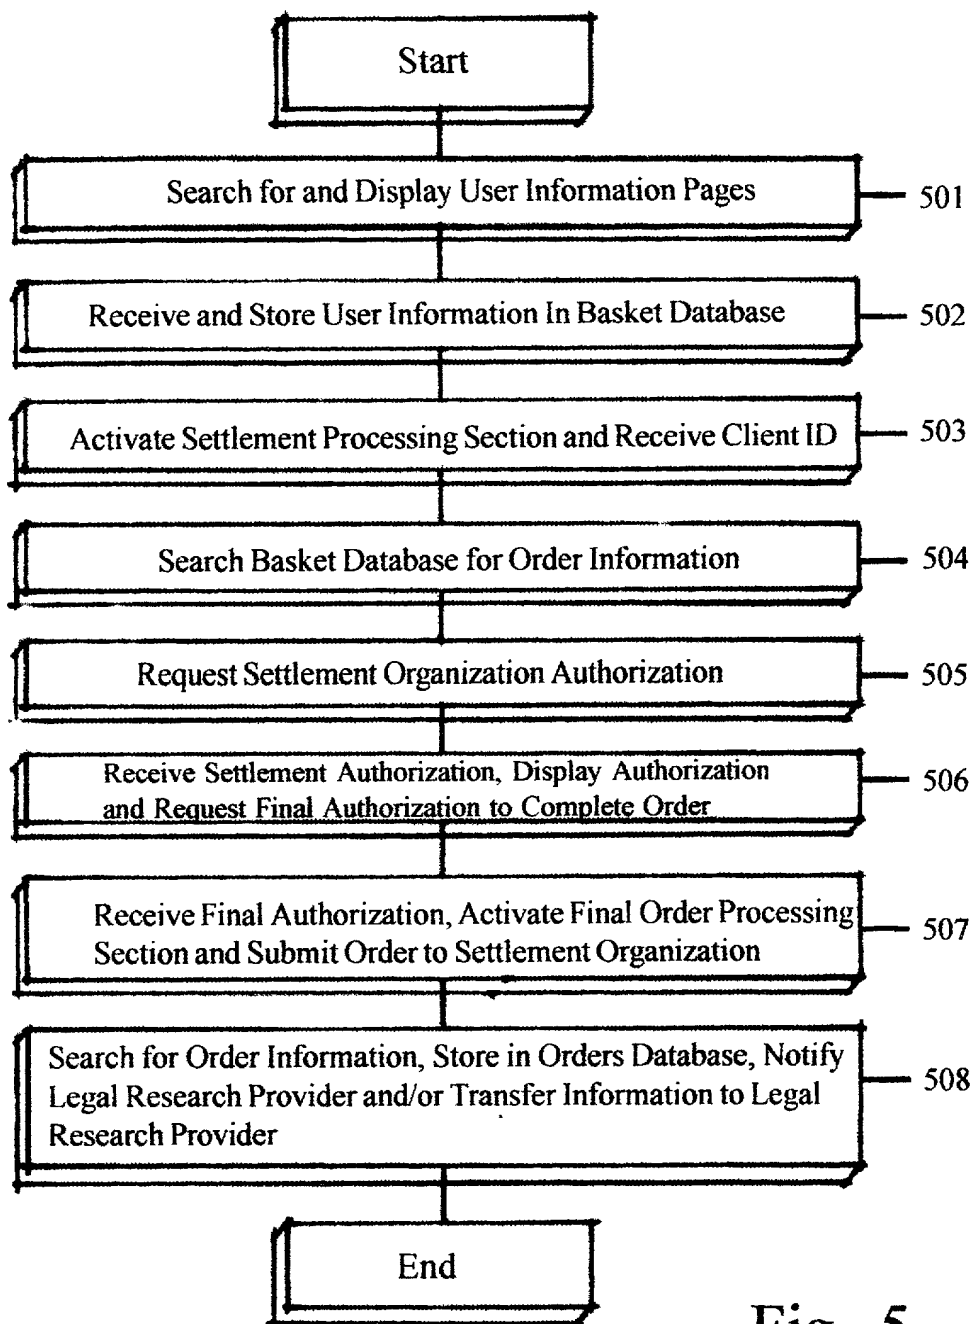 Start
Search for and Display User Information Pages
501
Receive and Store User Information In Basket Database
502
Activate Settlement Processing Section and Receive Client ID
503
Search Basket Database for Order Information
504
Request Settlement Organization Authorization
505
Receive Settlement Authorization, Display Authorization
and Request Final Authorization to Complete Order
506
Receive Final Authorization, Activate Final Order Processing
Section and Submit Order to Settlement Organization
507
Search for Order Information, Store in Orders Database, Notify
Legal Research Provider and/or Transfer Information to Legal
Research Provider
508
End
Fig. 5